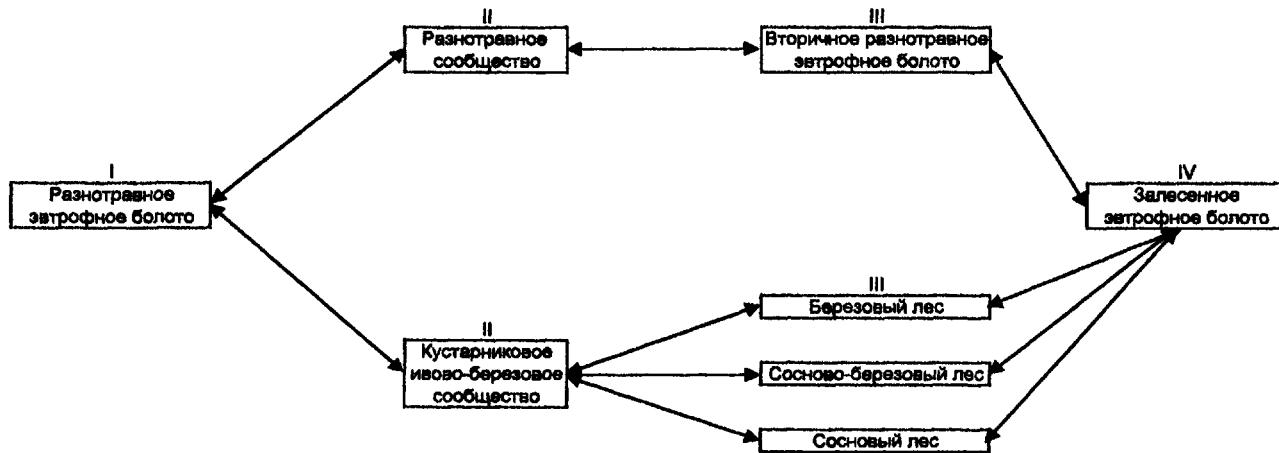 II
Разнотравное
сообщество
III
Вторичное разнотравное
эвтрофное болото
I
Разнотравное
эвтрофное болото
IV
Залесенное
эвтрофное болото
III
Березовый лес
II
Кустарниковое
ивово-березовое
сообщество
Сосново-березовый лес
Сосновый лес